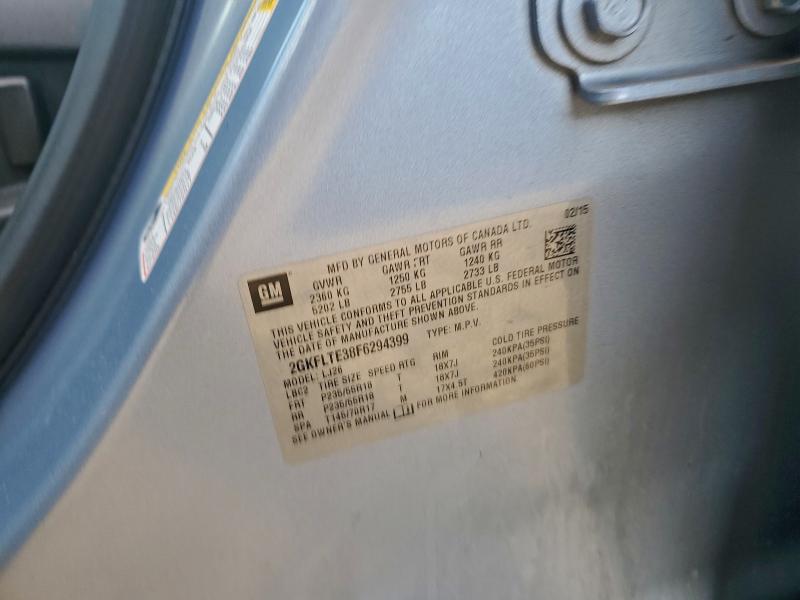 02/15
GM
MFD BY GENERAL MOTORS OF CANADA LTD.
GVWR GAWR FRT GAWR RR
2360 KG 1250 KG 1240 KG
5202 LB 2755 LB 2733 LB
THIS VEHICLE CONFORMS TO ALL APPLICABLE U.S. FEDERAL MOTOR
VEHICLE SAFETY AND THEFT PREVENTION STANDARDS IN EFFECT ON
THE DATE OF MANUFACTURE SHOWN ABOVE.
2GKFLTE38F6294399 TYPE: M.P.V.
MODEL: LJ26
LBC2 TIRE SIZE SPEED RTG RIM COLD TIRE PRESSURE
FRT P235/55R18 T 18X7J 240KPA(35PSI)
RR P235/55R18 T 18X7J 240KPA(35PSI)
SPA T145/70R17 M 17X4.5T 420KPA(60PSI)
SEE OWNER'S MANUAL FOR MORE INFORMATION.